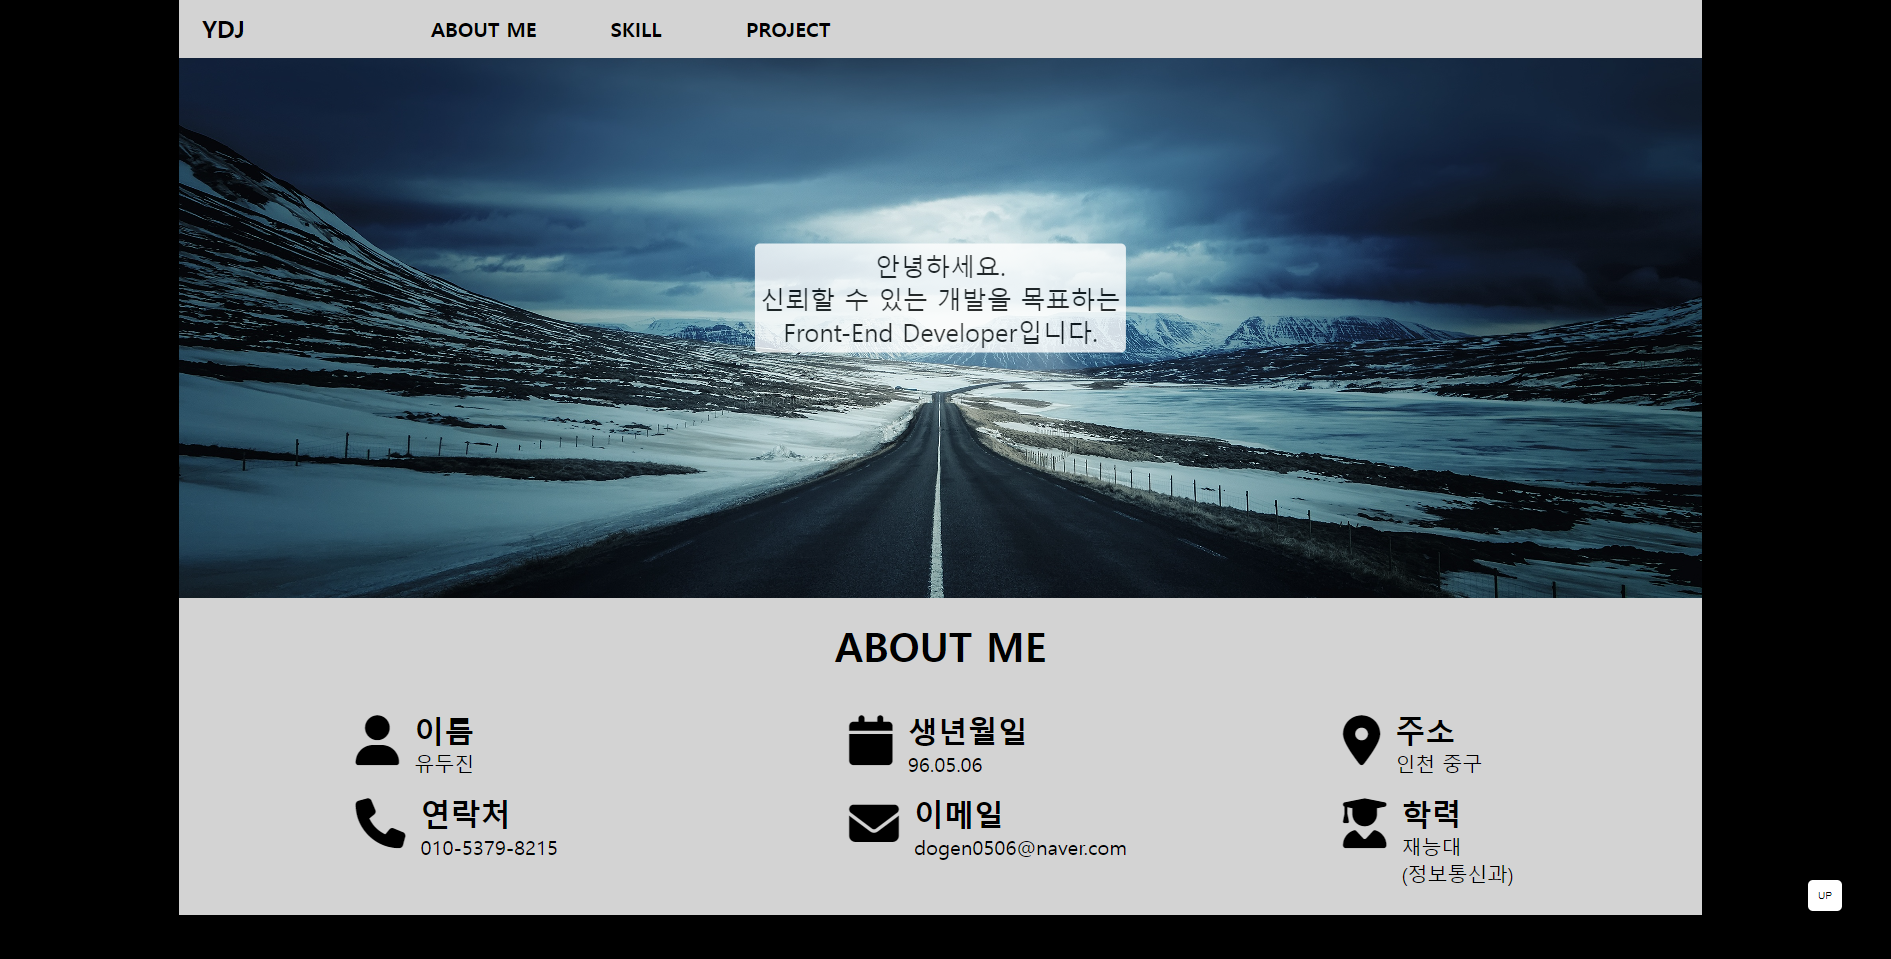 YDJ
ABOUT ME
SKILL
PROJECT
안녕하세요.
신뢰할 수 있는 개발을 목표하는
Front-End Developer입니다.
ABOUT ME
이름
유두진
생년월일
96.05.06
주소
인천 중구
연락처
010-5379-8215
이메일
dogen0506@naver.com
학력
재능대
(정보통신과)
UP